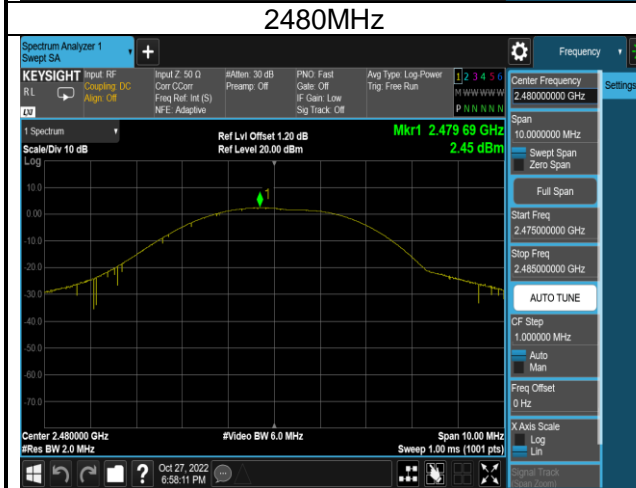 2480MHz
Spectrum Analyzer 1
Swept SA
+
Frequency
KEYSIGHT
RL
LXI
Input: RF
Coupling: DC
Align: Off
Input Z: 50 Ω
Corr CCorr
Freq Ref: Int (S)
NFE: Adaptive
#Atten: 30 dB
Preamp: Off
PNO: Fast
Gate: Off
IF Gain: Low
Sig Track: Off
Avg Type: Log-Power
Trig: Free Run
1 2 3 4 5 6
M W W W W W
P N N N N N
1 Spectrum
Scale/Div 10 dB
Log
Ref Lvl Offset 1.20 dB
Ref Level 20.00 dBm
Mkr1 2.479 69 GHz
2.45 dBm
10.0
0.00
-10.0
-20.0
-30.0
-40.0
-50.0
-60.0
-70.0
1
Center 2.480000 GHz
#Res BW 2.0 MHz
#Video BW 6.0 MHz
Span 10.00 MHz
Sweep 1.00 ms (1001 pts)
?
Oct 27, 2022
6:58:11 PM
Center Frequency
2.480000000 GHz
Settings
Span
10.0000000 MHz
Swept Span
Zero Span
Full Span
Start Freq
2.475000000 GHz
Stop Freq
2.485000000 GHz
AUTO TUNE
CF Step
1.000000 MHz
Auto
Man
Freq Offset
0 Hz
X Axis Scale
Log
Lin
Signal Track
(Span Zoom)